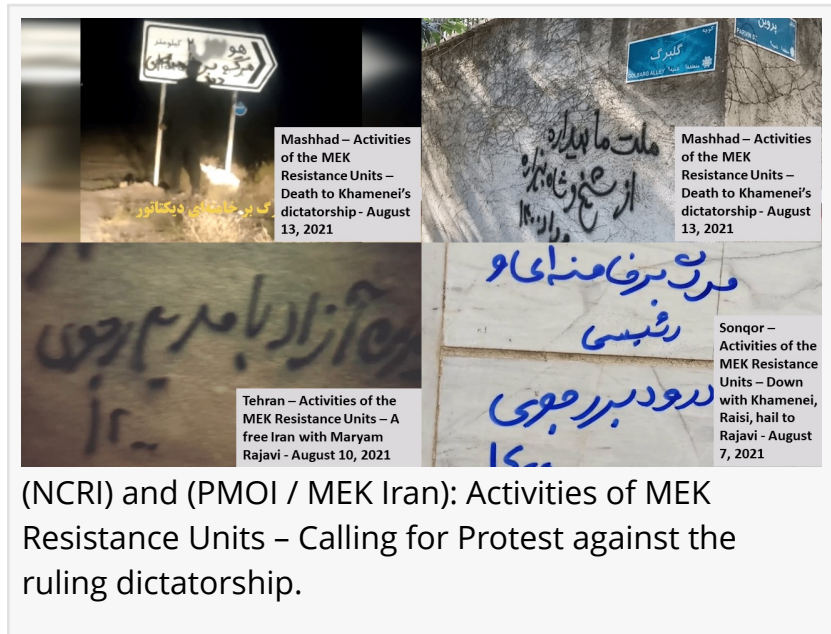 کیلومتر
مرگ بر
رگ بر خامنه‌ای دیکتاتور
Mashhad – Activities
of the MEK
Resistance Units –
Death to Khamenei's
dictatorship - August
13, 2021
پروین
PARVIN ST
کوچه
گلبرگ
GOLBARG ALLEY
ملت ما بیداره
از شیخ و شاه بیزاره
Mashhad – Activities
of the MEK
Resistance Units –
Death to Khamenei's
dictatorship - August
13, 2021
آزاد با مریم رجوی
Tehran – Activities of the
MEK Resistance Units – A
free Iran with Maryam
Rajavi - August 10, 2021
مرگ بر خامنه ای و
رئیسی
درود بر رجوی
Sonqor –
Activities of the
MEK Resistance
Units – Down
with Khamenei,
Raisi, hail to
Rajavi - August
7, 2021
(NCRI) and (PMOI / MEK Iran): Activities of MEK
Resistance Units – Calling for Protest against the
ruling dictatorship.